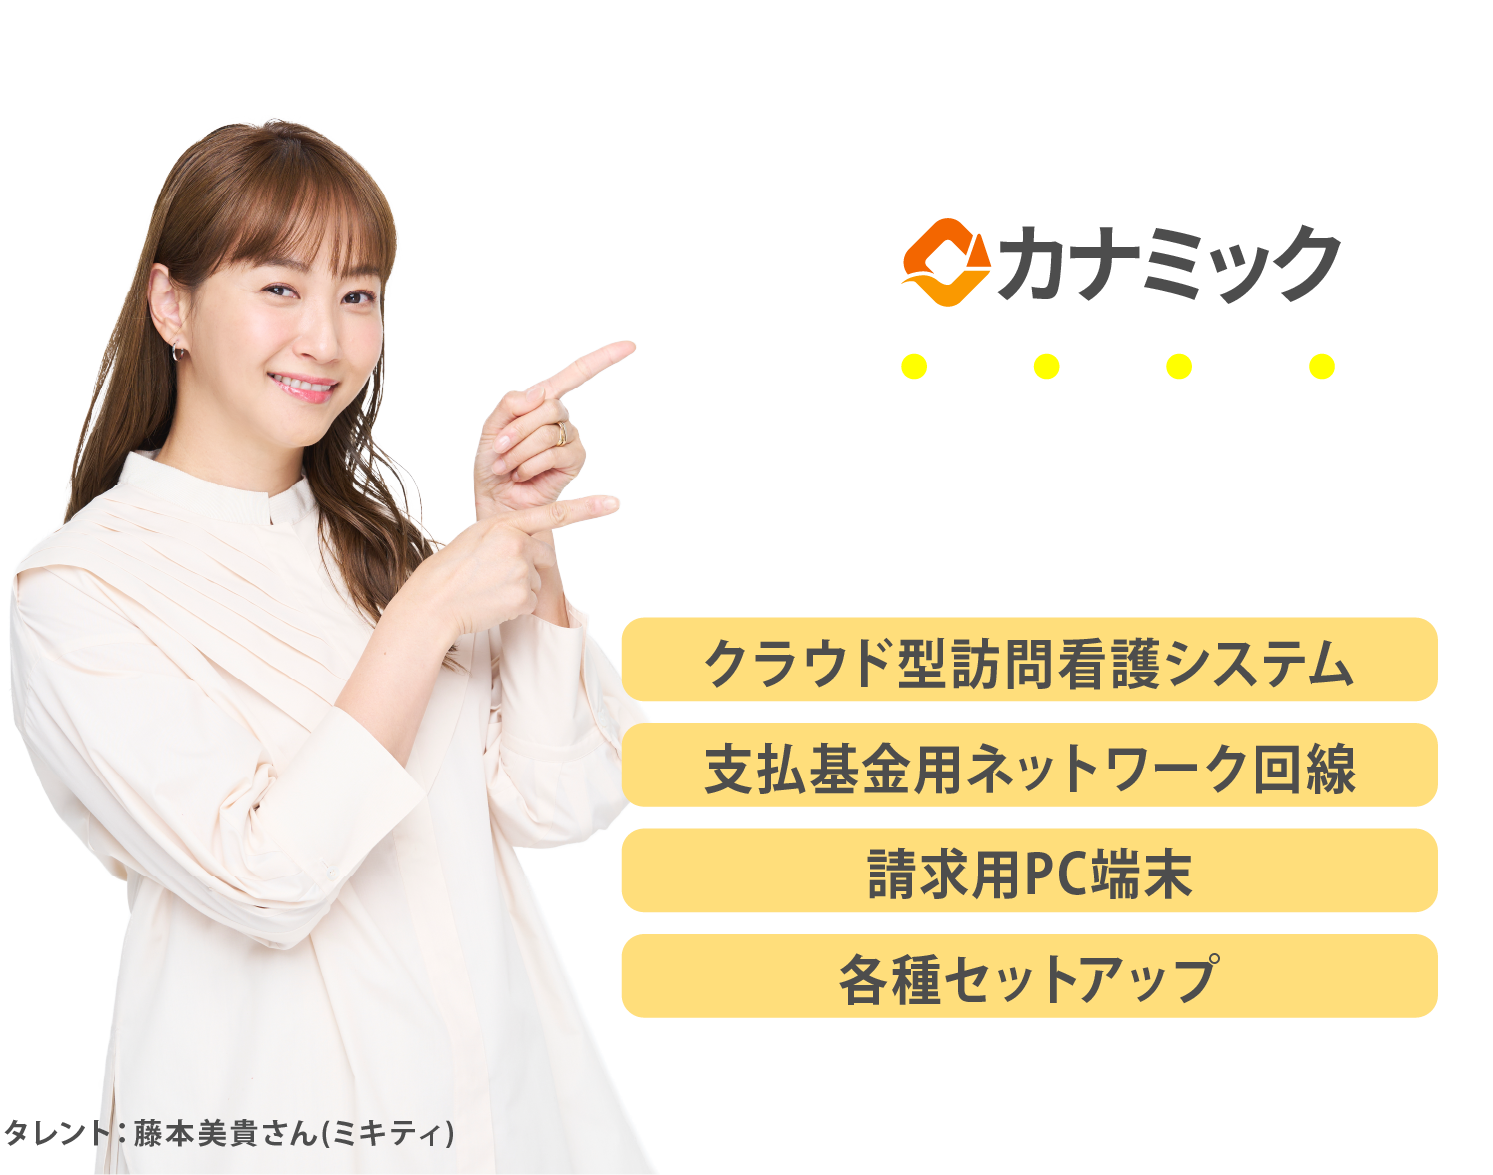 カナミック
クラウド型訪問看護システム
支払基金用ネットワーク回線
請求用PC端末
各種セットアップ
タレント：藤本美貴さん(ミキティ)